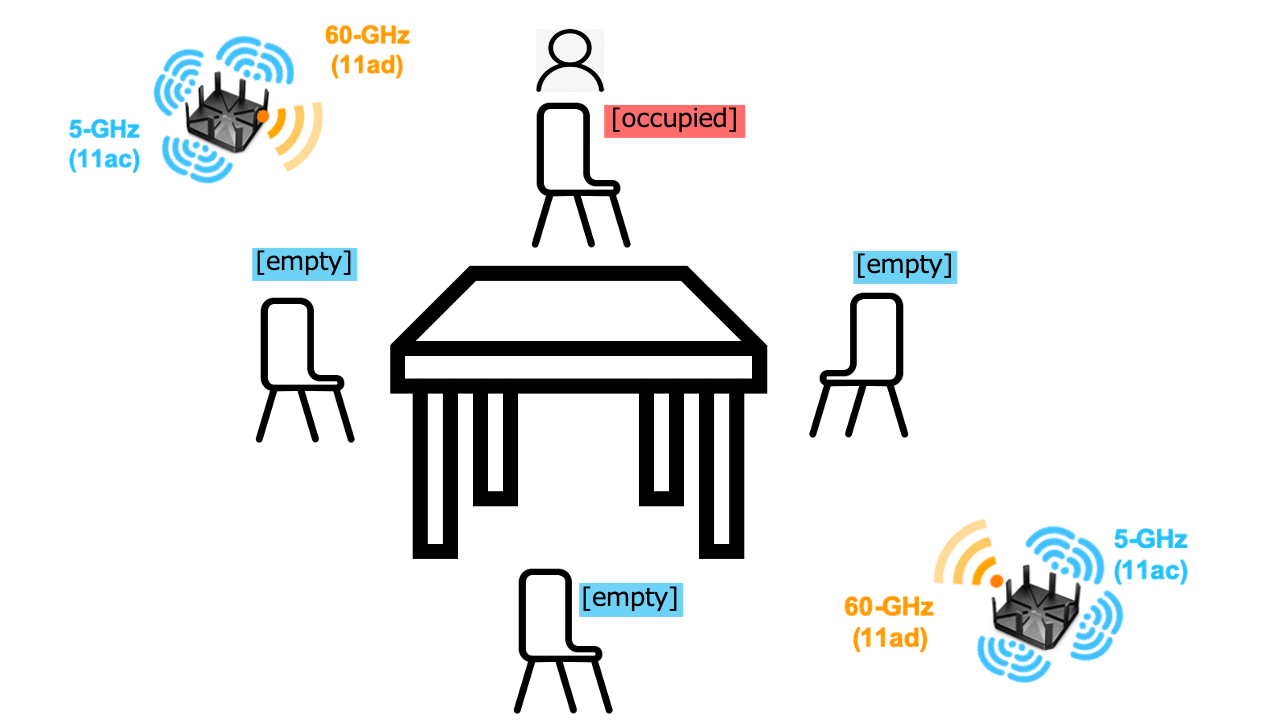 60-GHz
(11ad)
5-GHz
(11ac)
[occupied]
[empty]
[empty]
[empty]
5-GHz
(11ac)
60-GHz
(11ad)